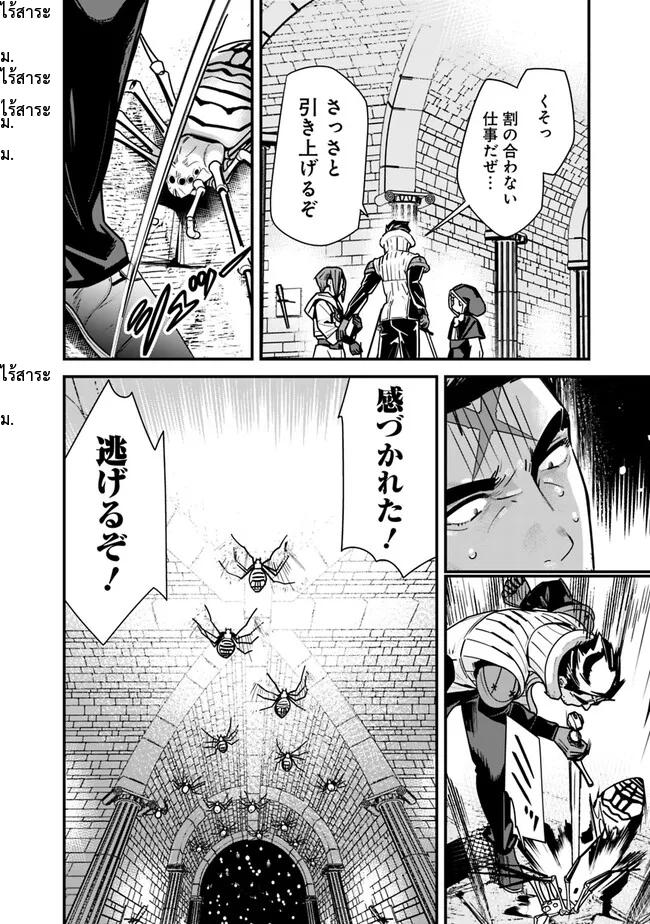 くそっ
割の合わない
仕事だぜ…
さっさと
引き上げるぞ
ジュッ
感づかれた！
逃げるぞ！
ไร้สาระ
ม.
ไร้สาระ
ไร้สาระ
ม.
ม.
ไร้สาระ
ม.